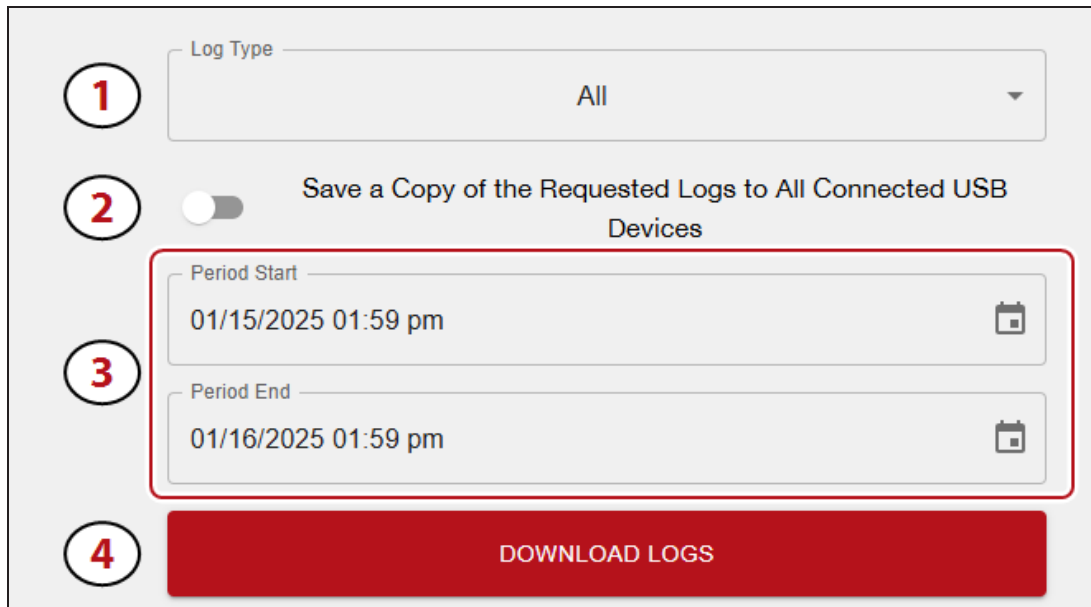 Log Type
1
All
2
Save a Copy of the Requested Logs to All Connected USB
Devices
Period Start
01/15/2025 01:59 pm
3
Period End
01/16/2025 01:59 pm
4
DOWNLOAD LOGS